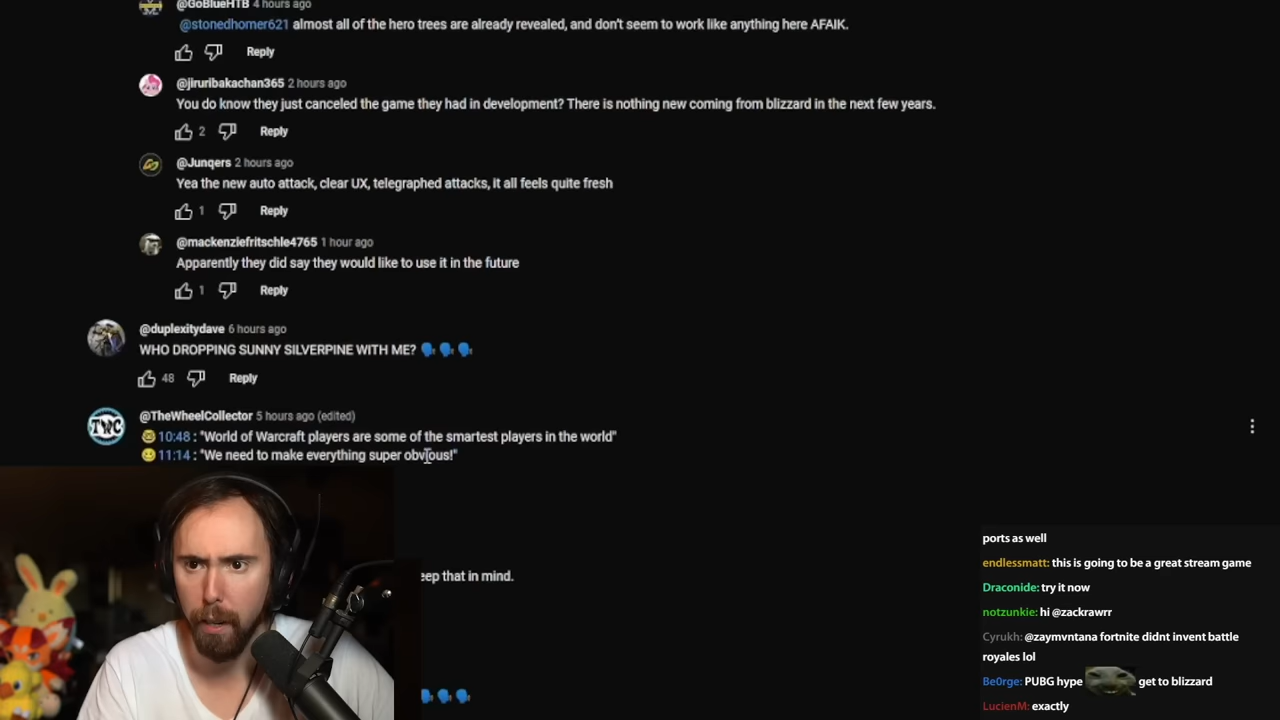 @GoBlueHTB 4 hours ago
@stonedhomer621 almost all of the hero trees are already revealed, and don't seem to work like anything here AFAIK.
Reply
@jiruribakachan365 2 hours ago
You do know they just canceled the game they had in development? There is nothing new coming from blizzard in the next few years.
2 Reply
@Junqers 2 hours ago
Yea the new auto attack, clear UX, telegraphed attacks, it all feels quite fresh
1 Reply
@mackenziefritschle4765 1 hour ago
Apparently they did say they would like to use it in the future
1 Reply
@duplexitydave 6 hours ago
WHO DROPPING SUNNY SILVERPINE WITH ME? 🗣️🗣️🗣️
48 Reply
TWC
@TheWheelCollector 5 hours ago (edited)
🤓 10:48 : "World of Warcraft players are some of the smartest players in the world"
11:14 : "We need to make everything super obvious!"
eep that in mind.
🗣️🗣️
ports as well
endlessmatt: this is going to be a great stream game
Draconide: try it now
notzunkie: hi @zackrawrr
Cyrukh: @zaymvntana fortnite didnt invent battle
royales lol
Be0rge: PUBG hype get to blizzard
LucienM: exactly